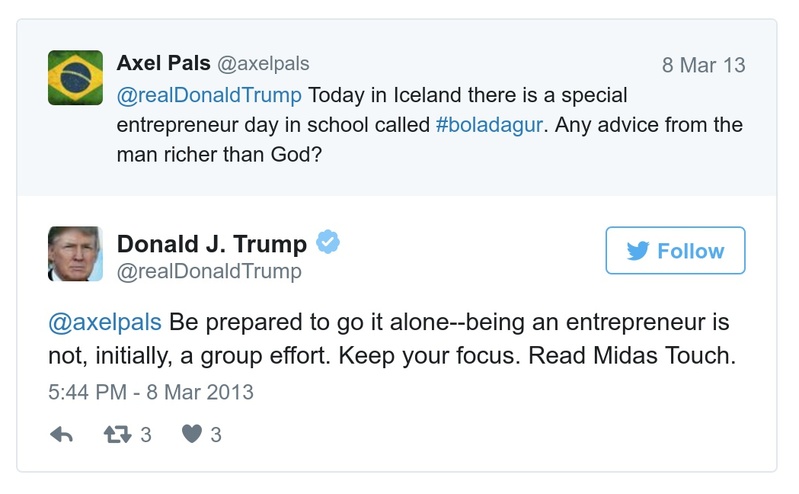 Axel Pals @axelpals 8 Mar 13
@realDonaldTrump Today in Iceland there is a special
entrepreneur day in school called #boladagur. Any advice from the
man richer than God?
Donald J. Trump
@realDonaldTrump
Follow
@axelpals Be prepared to go it alone--being an entrepreneur is
not, initially, a group effort. Keep your focus. Read Midas Touch.
5:44 PM - 8 Mar 2013
3 3